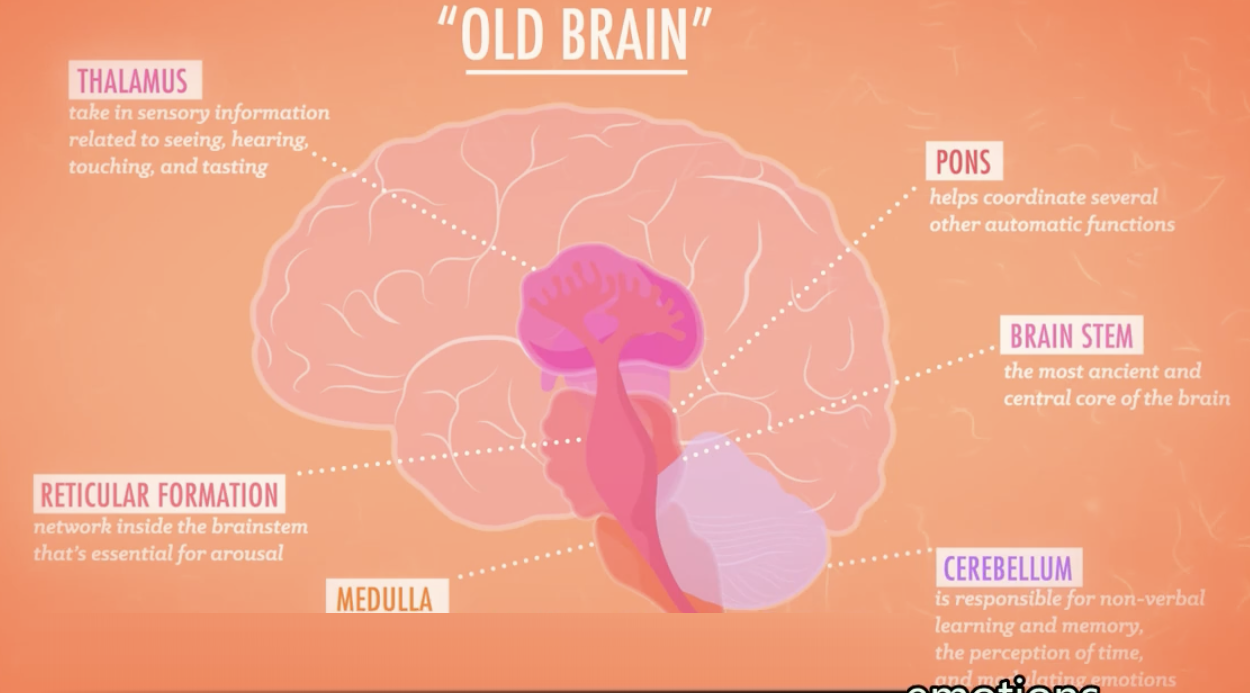 "OLD BRAIN"
THALAMUS
take in sensory information
related to seeing, hearing,
touching, and tasting
PONS
helps coordinate several
other automatic functions
BRAIN STEM
the most ancient and
central core of the brain
RETICULAR FORMATION
network inside the brainstem
that's essential for arousal
MEDULLA
CEREBELLUM
is responsible for non-verbal
learning and memory,
the perception of time,
and modulating emotions
emotions